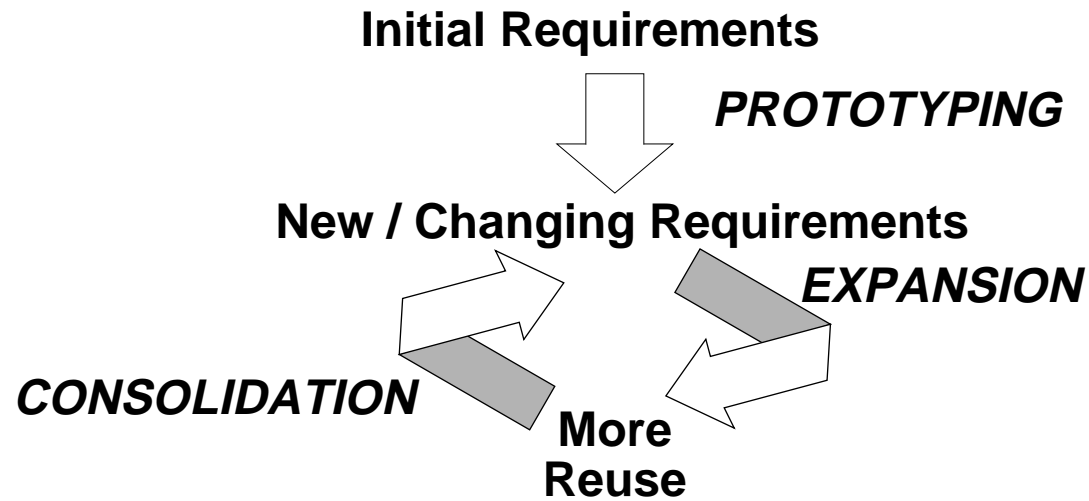 Initial Requirements
PROTOTYPING
New / Changing Requirements
EXPANSION
CONSOLIDATION
More
Reuse